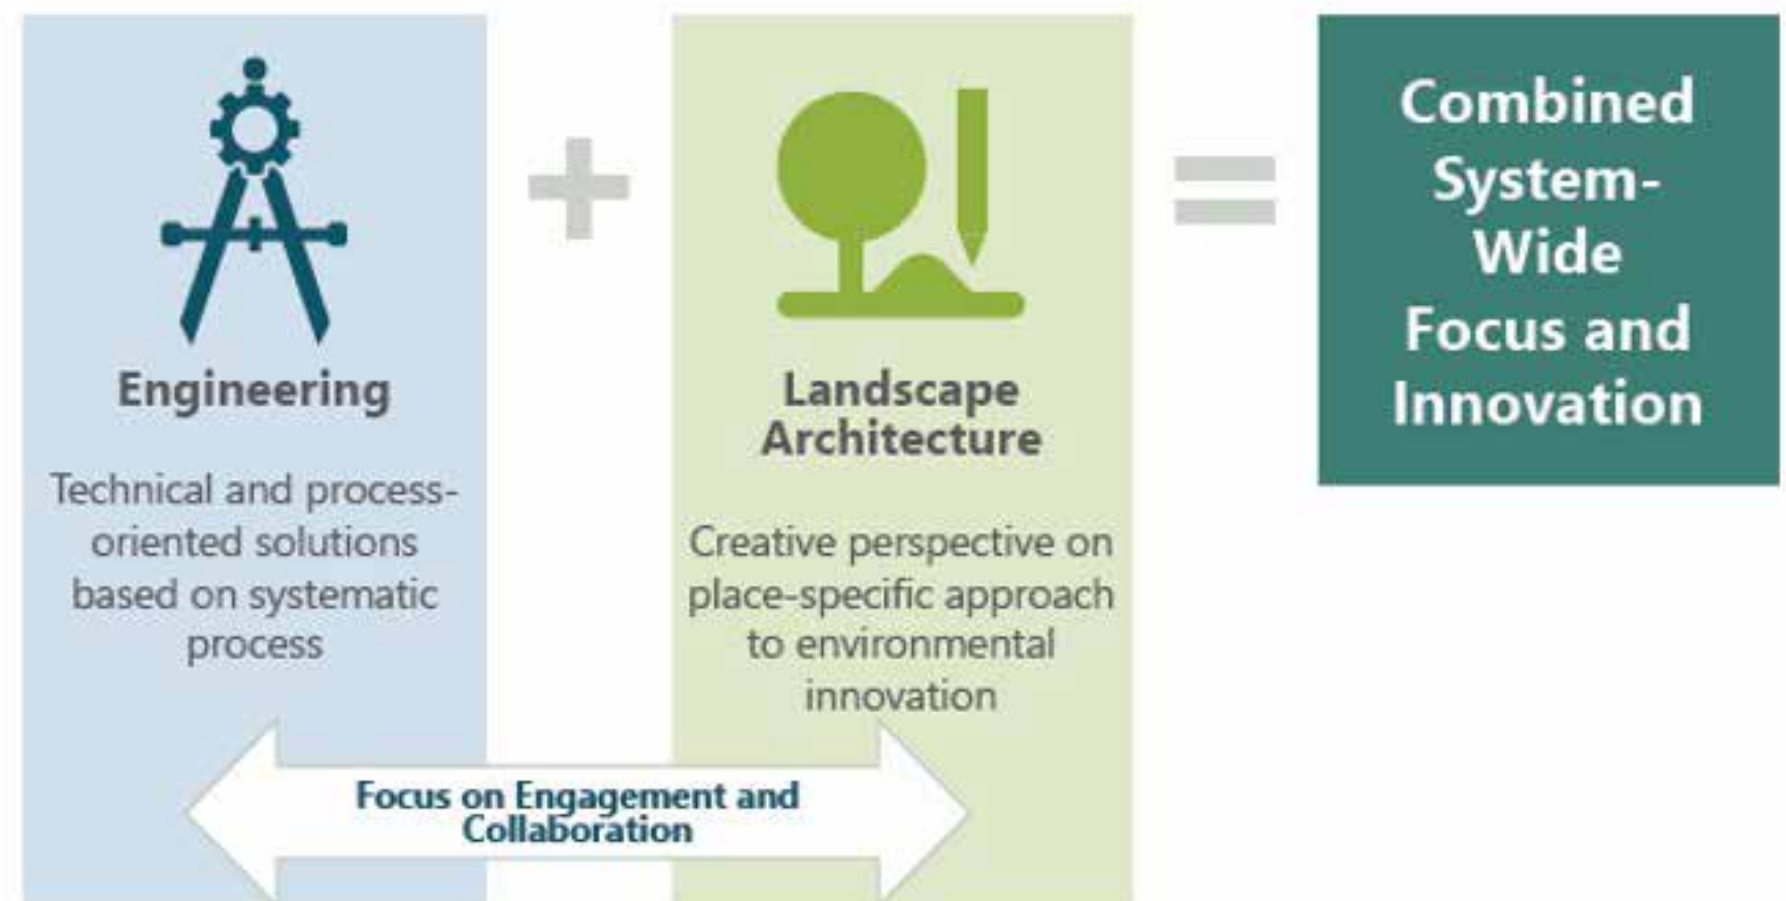 Engineering
Technical and process-
oriented solutions
based on systematic
process
Landscape
Architecture
Creative perspective on
place-specific approach
to environmental
innovation
Focus on Engagement and
Collaboration
Combined
System-
Wide
Focus and
Innovation